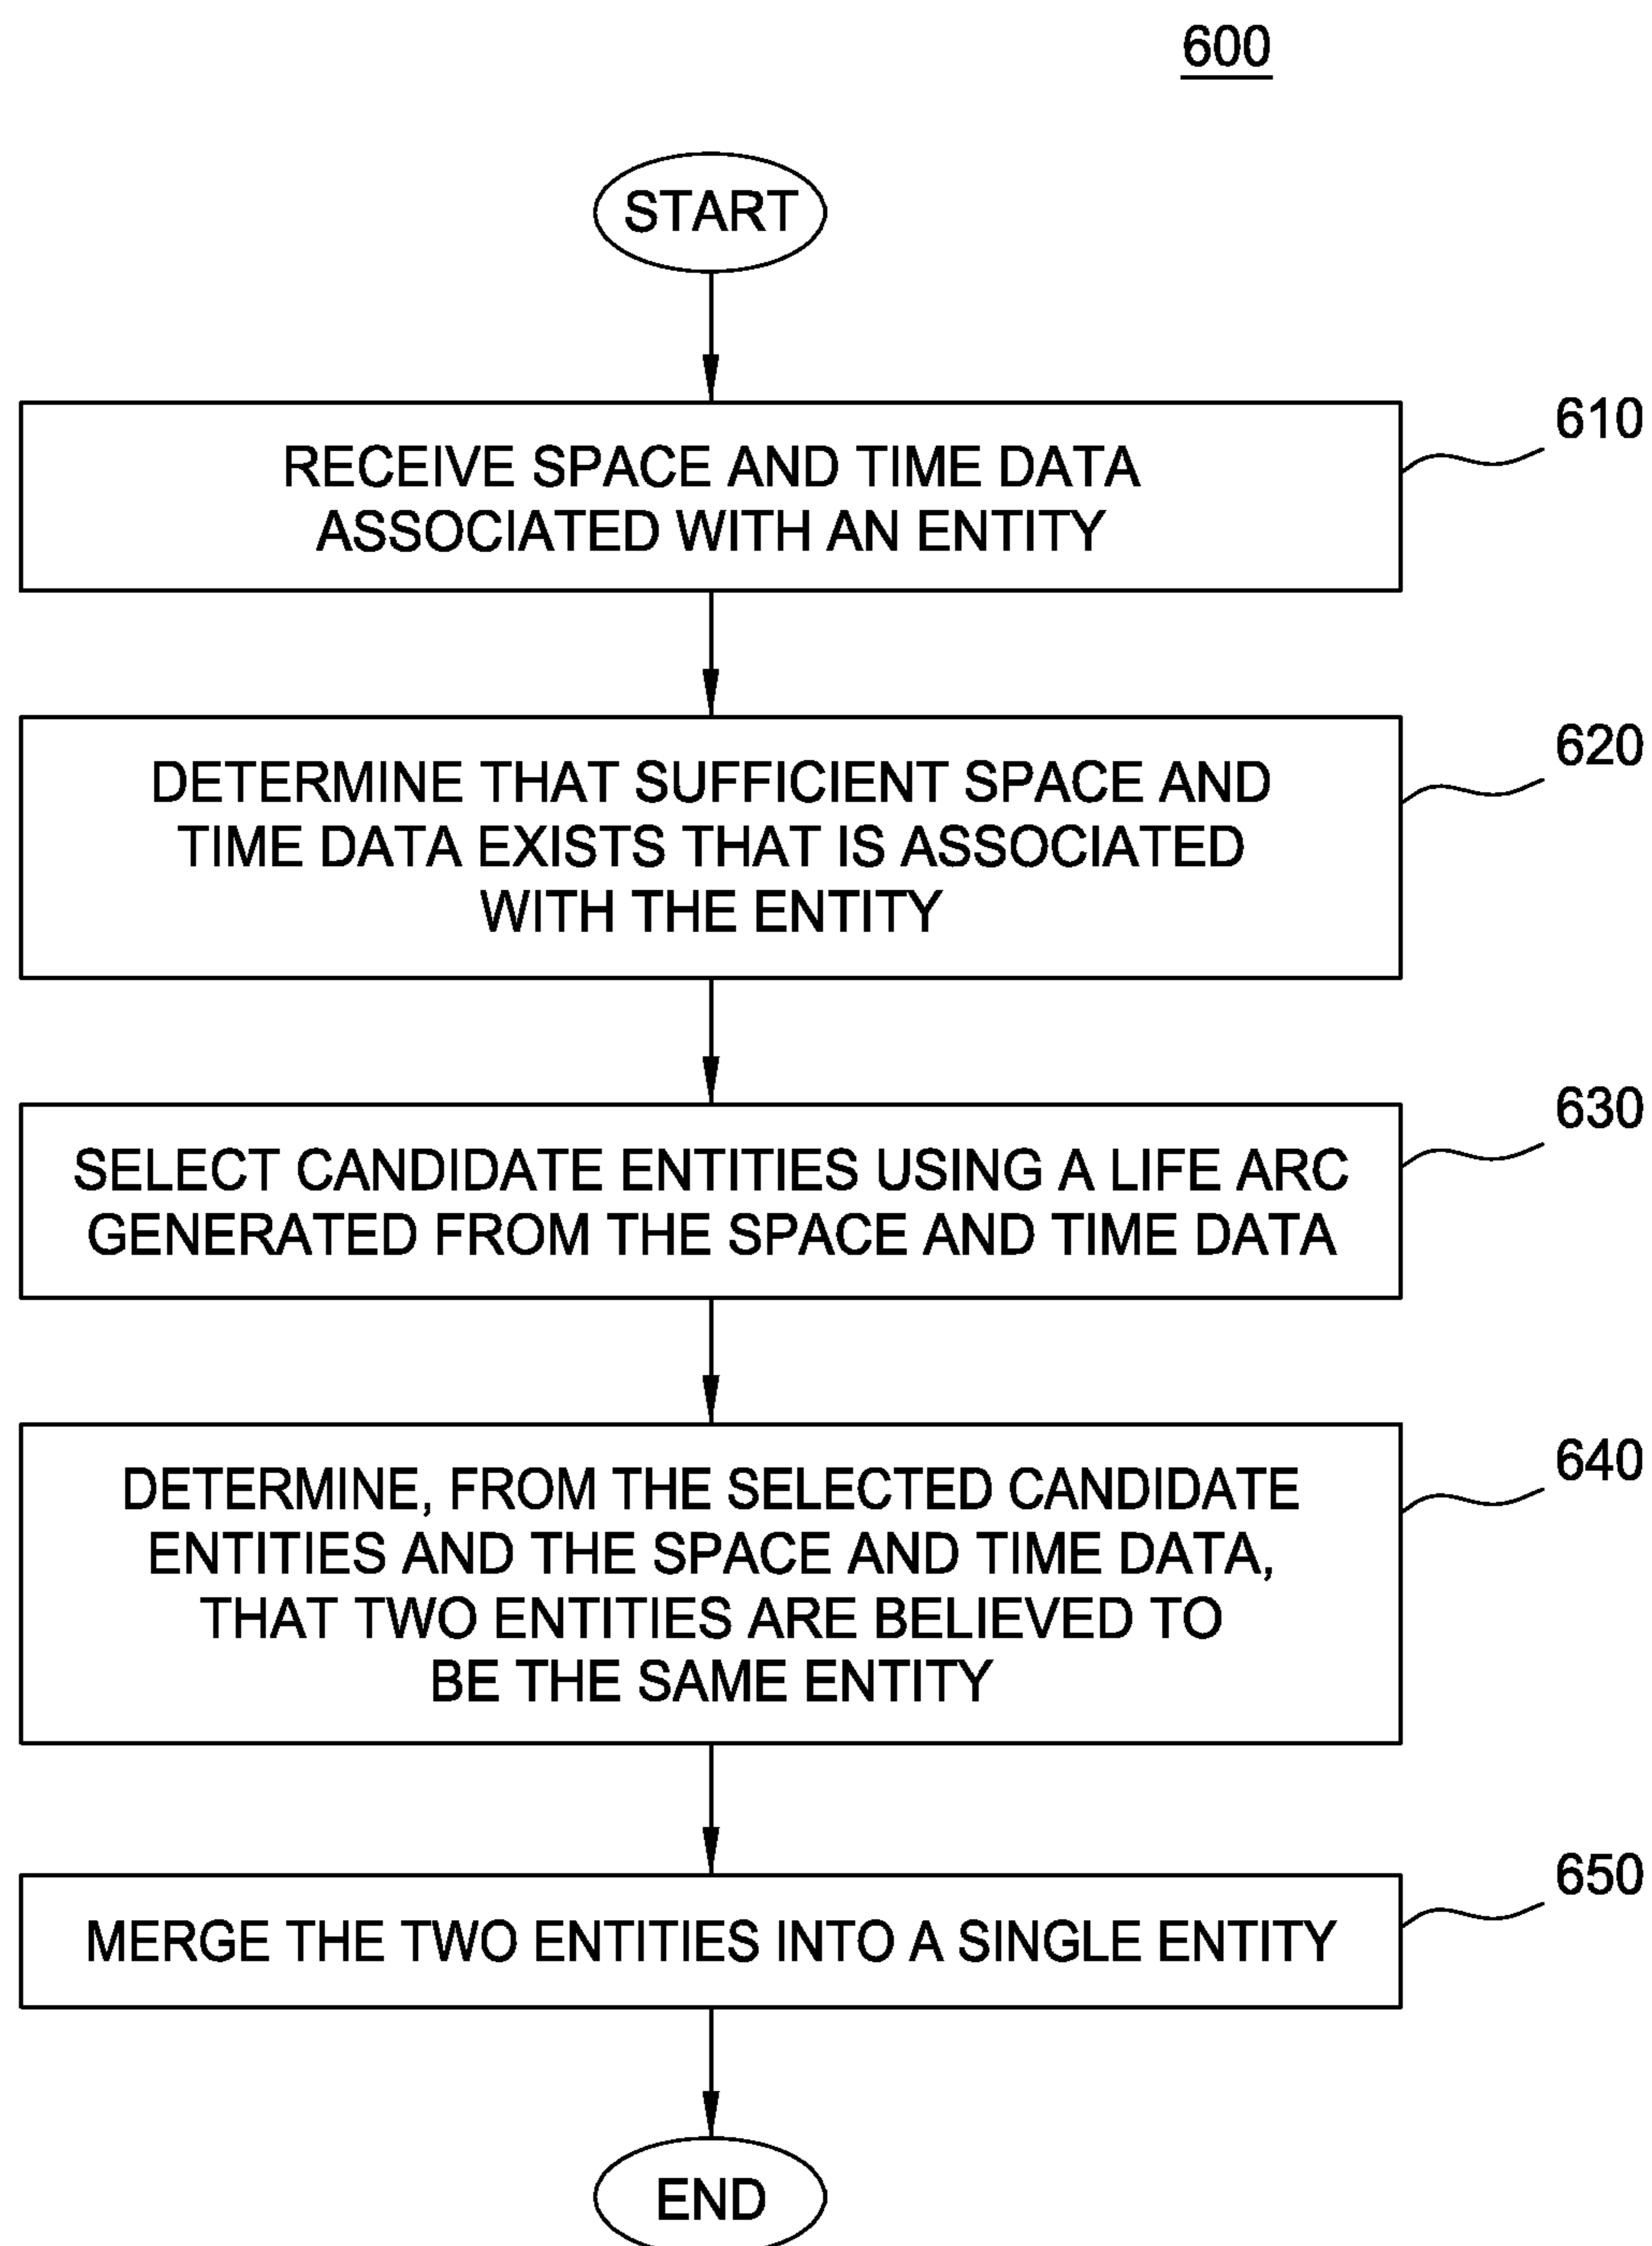 600
START
RECEIVE SPACE AND TIME DATA
ASSOCIATED WITH AN ENTITY
610
DETERMINE THAT SUFFICIENT SPACE AND
TIME DATA EXISTS THAT IS ASSOCIATED
WITH THE ENTITY
620
SELECT CANDIDATE ENTITIES USING A LIFE ARC
GENERATED FROM THE SPACE AND TIME DATA
630
DETERMINE, FROM THE SELECTED CANDIDATE
ENTITIES AND THE SPACE AND TIME DATA,
THAT TWO ENTITIES ARE BELIEVED TO
BE THE SAME ENTITY
640
MERGE THE TWO ENTITIES INTO A SINGLE ENTITY
650
END